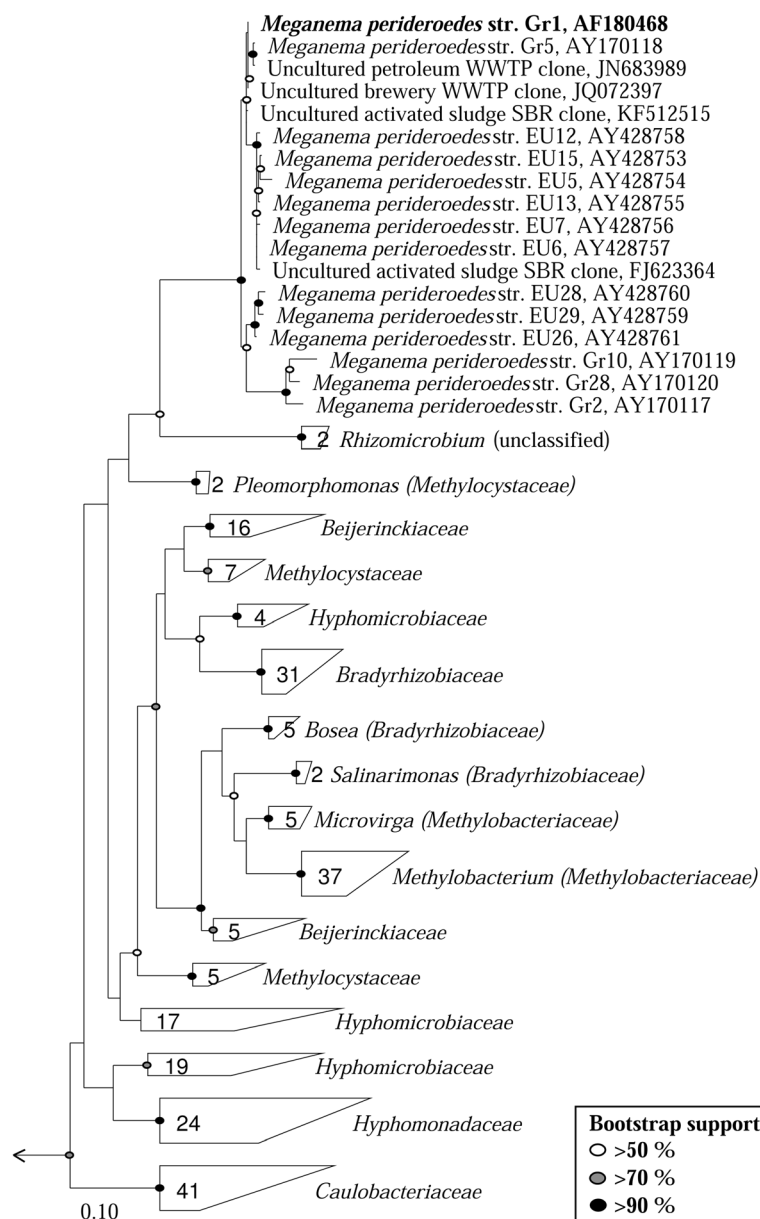 Meganema perideroedes str. Gr1, AF180468
Meganema perideroedes str. Gr5, AY170118
Uncultured petroleum WWTP clone, JN683989
Uncultured brewery WWTP clone, JQ072397
Uncultured activated sludge SBR clone, KF512515
Meganema perideroedes str. EU12, AY428758
Meganema perideroedes str. EU15, AY428753
Meganema perideroedes str. EU5, AY428754
Meganema perideroedes str. EU13, AY428755
Meganema perideroedes str. EU7, AY428756
Meganema perideroedes str. EU6, AY428757
Uncultured activated sludge SBR clone, FJ623364
Meganema perideroedes str. EU28, AY428760
Meganema perideroedes str. EU29, AY428759
Meganema perideroedes str. EU26, AY428761
Meganema perideroedes str. Gr10, AY170119
Meganema perideroedes str. Gr28, AY170120
Meganema perideroedes str. Gr2, AY170117
2 Rhizomicrobium (unclassified)
2 Pleomorphomonas (Methylocystaceae)
16 Beijerinckiaceae
7 Methylocystaceae
4 Hyphomicrobiaceae
31 Bradyrhizobiaceae
5 Bosea (Bradyrhizobiaceae)
2 Salinarimonas (Bradyrhizobiaceae)
5 Microvirga (Methylobacteriaceae)
37 Methylobacterium (Methylobacteriaceae)
5 Beijerinckiaceae
5 Methylocystaceae
17 Hyphomicrobiaceae
19 Hyphomicrobiaceae
24 Hyphomonadaceae
41 Caulobacteriaceae
0.10
Bootstrap support
>50 %
>70 %
>90 %